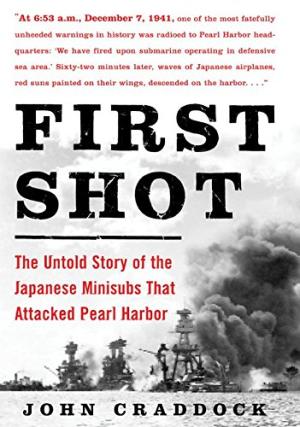 "At 6:53 a.m., December 7, 1941, one of the most fatefully
unheeded warnings in history was radioed to Pearl Harbor head-
quarters: 'We have fired upon submarine operating in defensive
sea area.' Sixty-two minutes later, waves of Japanese airplanes,
red suns painted on their wings, descended on the harbor. . . ."
FIRST
SHOT
The Untold Story of the
Japanese Minisubs That
Attacked Pearl Harbor
JOHN CRADDOCK